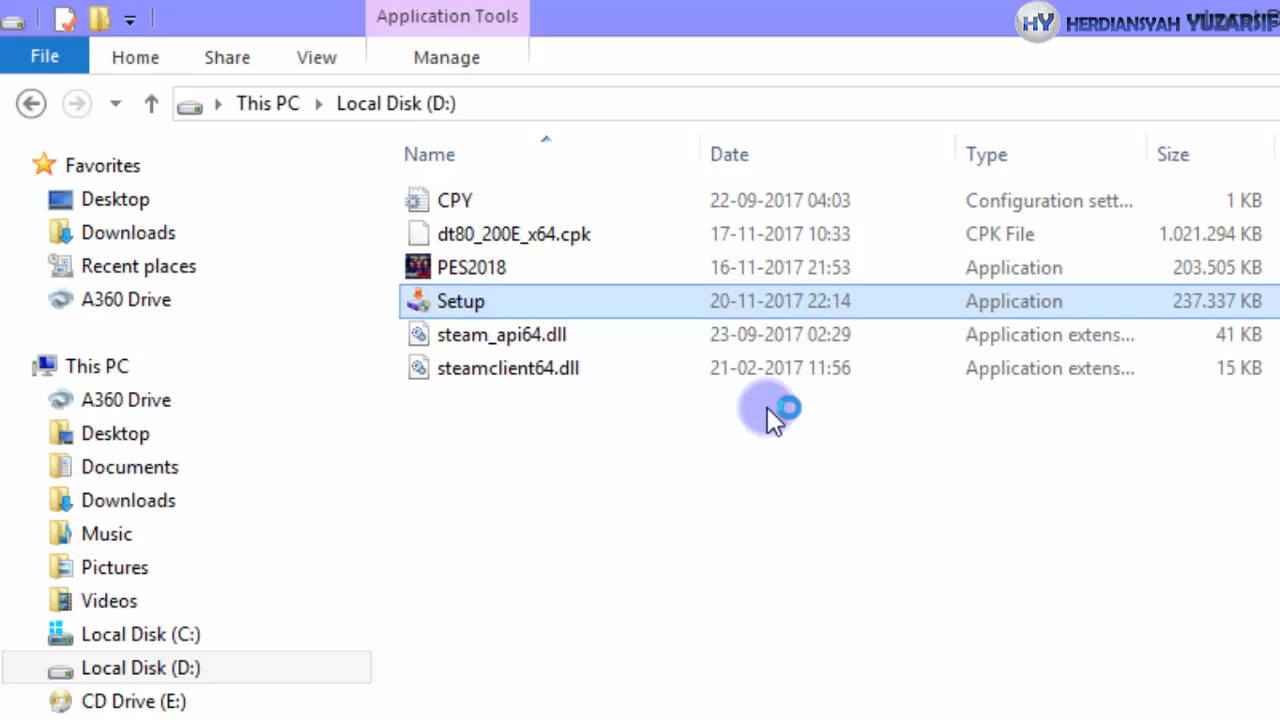 Application Tools
HY HERDIANSYAH YUZARSIF
File Home Share View Manage
This PC Local Disk (D:)
Name Date Type Size
Favorites
Desktop
Downloads
Recent places
A360 Drive
This PC
A360 Drive
Desktop
Documents
Downloads
Music
Pictures
Videos
Local Disk (C:)
Local Disk (D:)
CD Drive (E:)
CPY 22-09-2017 04:03 Configuration sett... 1 KB
dt80_200E_x64.cpk 17-11-2017 10:33 CPK File 1.021.294 KB
PES2018 16-11-2017 21:53 Application 203.505 KB
Setup 20-11-2017 22:14 Application 237.337 KB
steam_api64.dll 23-09-2017 02:29 Application extens... 41 KB
steamclient64.dll 21-02-2017 11:56 Application extens... 15 KB